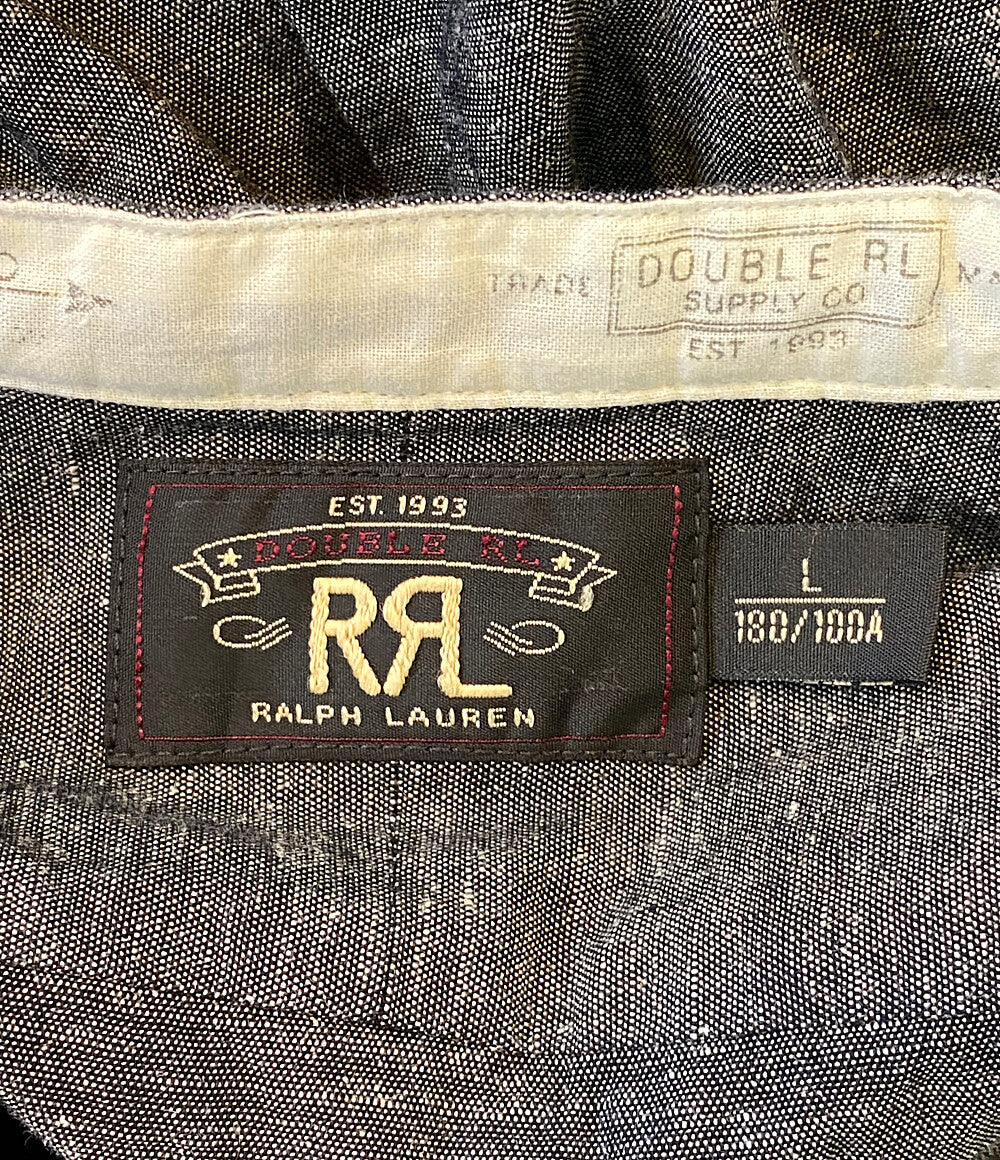 TRADE
DOUBLE RL
SUPPLY CO
EST 1993
EST. 1993
DOUBLE RL
RRL
RALPH LAUREN
L
180/100A